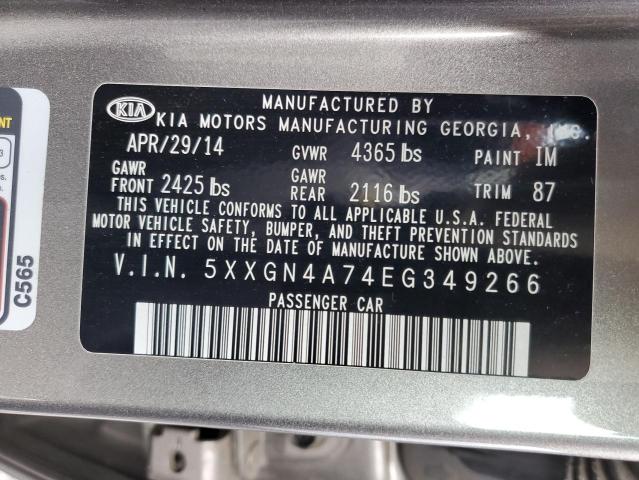 MANUFACTURED BY
KIA KIA MOTORS MANUFACTURING GEORGIA, INC.
APR/29/14 GVWR 4365 lbs PAINT IM
GAWR FRONT 2425 lbs GAWR REAR 2116 lbs TRIM 87
THIS VEHICLE CONFORMS TO ALL APPLICABLE U.S.A. FEDERAL
MOTOR VEHICLE SAFETY, BUMPER, AND THEFT PREVENTION STANDARDS
IN EFFECT ON THE DATE OF MANUFACTURE SHOWN ABOVE.
V.I.N. 5XXGN4A74EG349266
PASSENGER CAR
C565
3